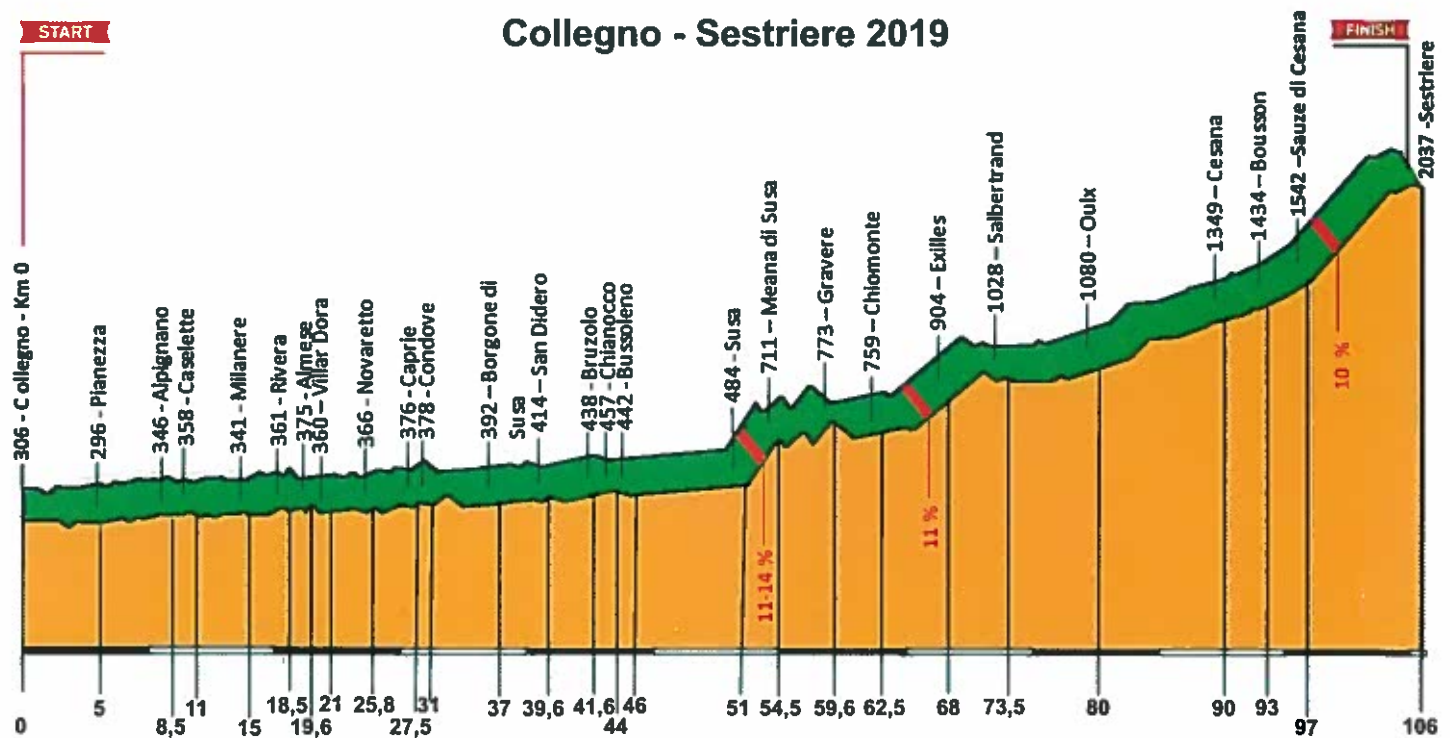 START
Collegno - Sestriere 2019
FINISH
306 - Collegno - Km 0
296 - Pianezza
346 - Alpignano
358 - Caselette
341 - Milanere
361 - Rivera
375 - Almese
360 - Villar Dora
366 - Novaretto
376 - Caprie
378 - Condove
392 - Borgone di
Susa
414 - San Didero
438 - Bruzolo
457 - Chianocco
442 - Bussoleno
484 - Susa
711 - Meana di Susa
773 - Gravere
759 - Chiomonte
904 - Exilles
1028 - Salbertrand
1080 - Oulx
1349 - Cesana
1434 - Bousson
1542 - Sauze di Cesana
2037 -Sestriere
11-14 %
11 %
10 %
0
5
8,5
11
15
18,5
19,6
21
25,8
27,5
31
37
39,6
41,6
44
46
51
54,5
59,6
62,5
68
73,5
80
90
93
97
106